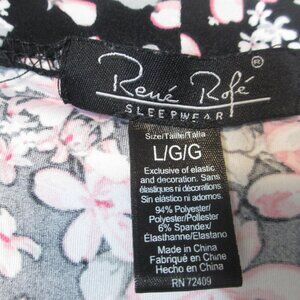 René Rofé
®
SLEEPWEAR
Size/Taille/Talla
L/G/G
Exclusive of elastic
and decoration. Sans
élastiques ni décorations
Sin elástico ni adornos.
94% Polyester/
Polyester/Poliester
6% Spandex/
Élasthanne/Elastano
Made in China
Fabriqué en Chine
Hecho en China
RN 72409